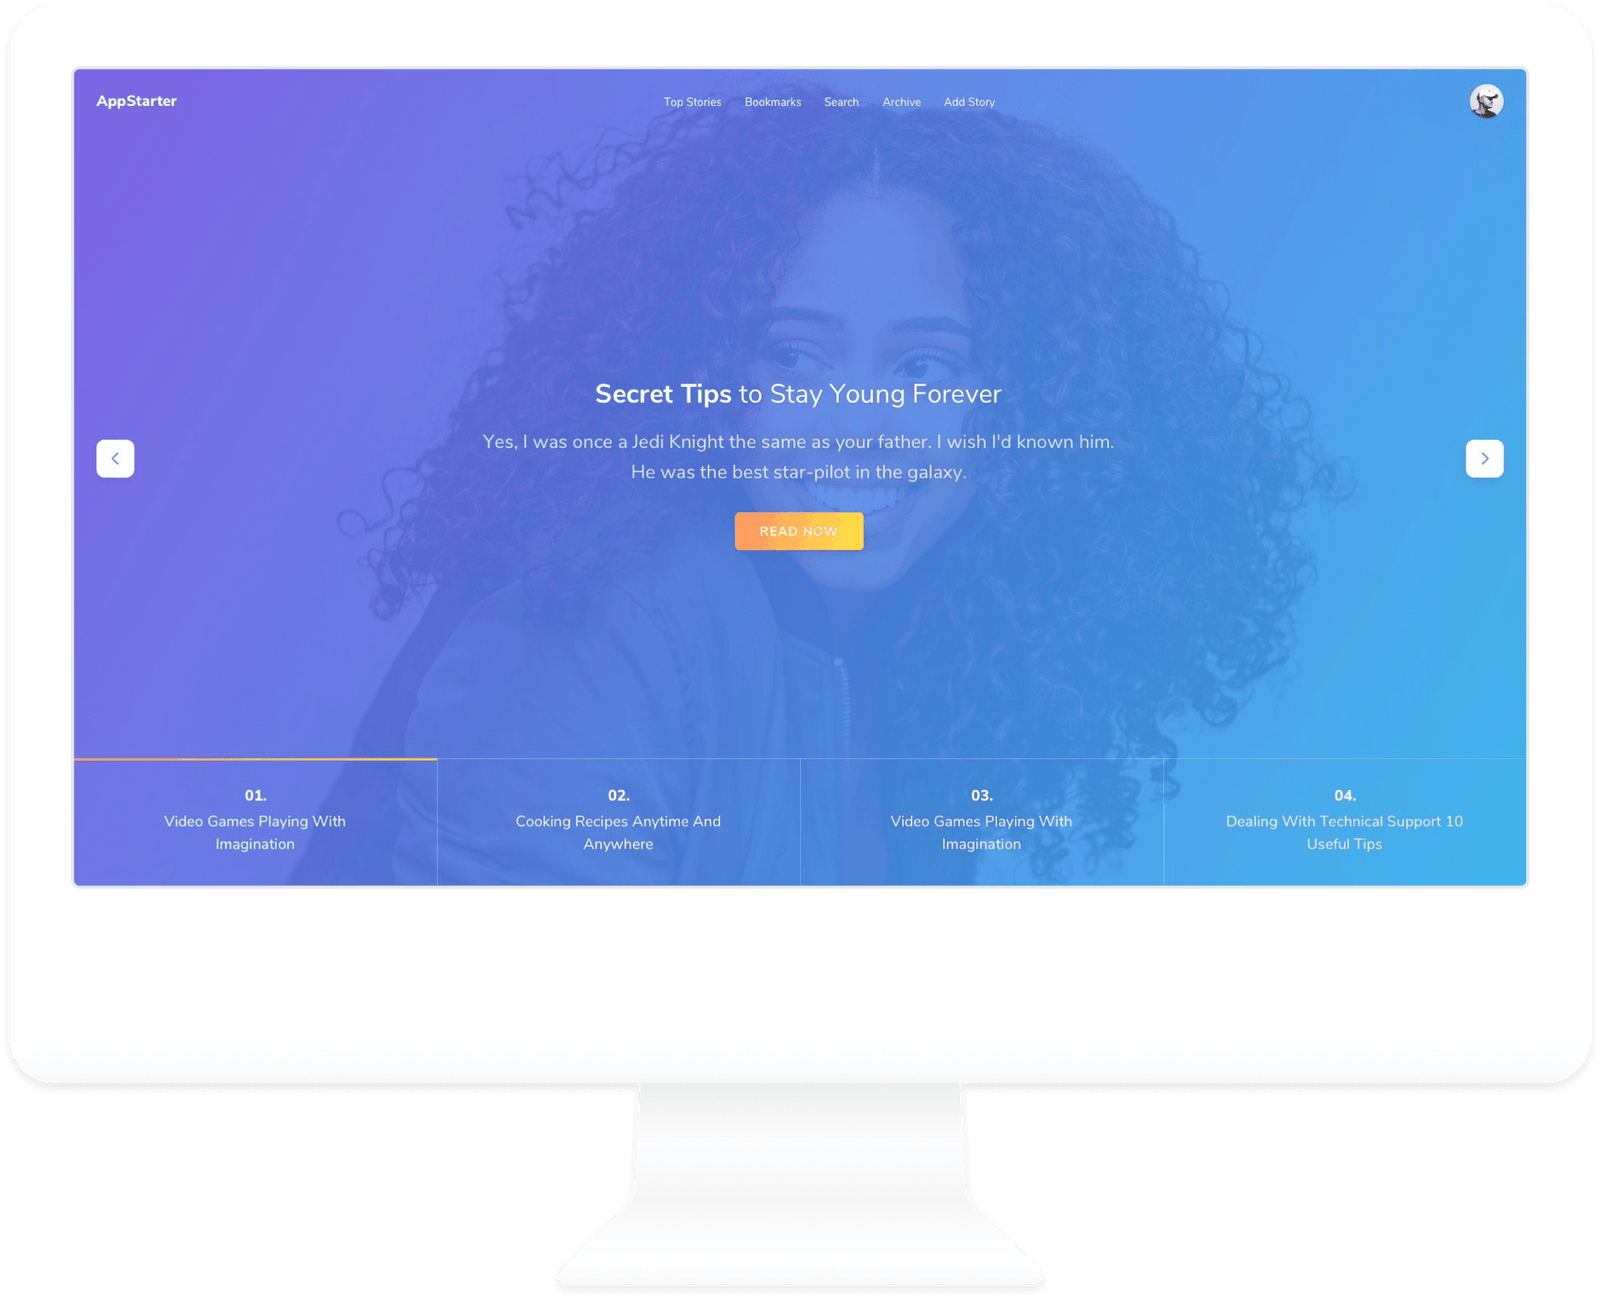 AppStarter
Top Stories
Bookmarks
Search
Archive
Add Story
Secret Tips to Stay Young Forever
Yes, I was once a Jedi Knight the same as your father. I wish I'd known him.
He was the best star-pilot in the galaxy.
READ NOW
01.
Video Games Playing With
Imagination
02.
Cooking Recipes Anytime And
Anywhere
03.
Video Games Playing With
Imagination
04.
Dealing With Technical Support 10
Useful Tips